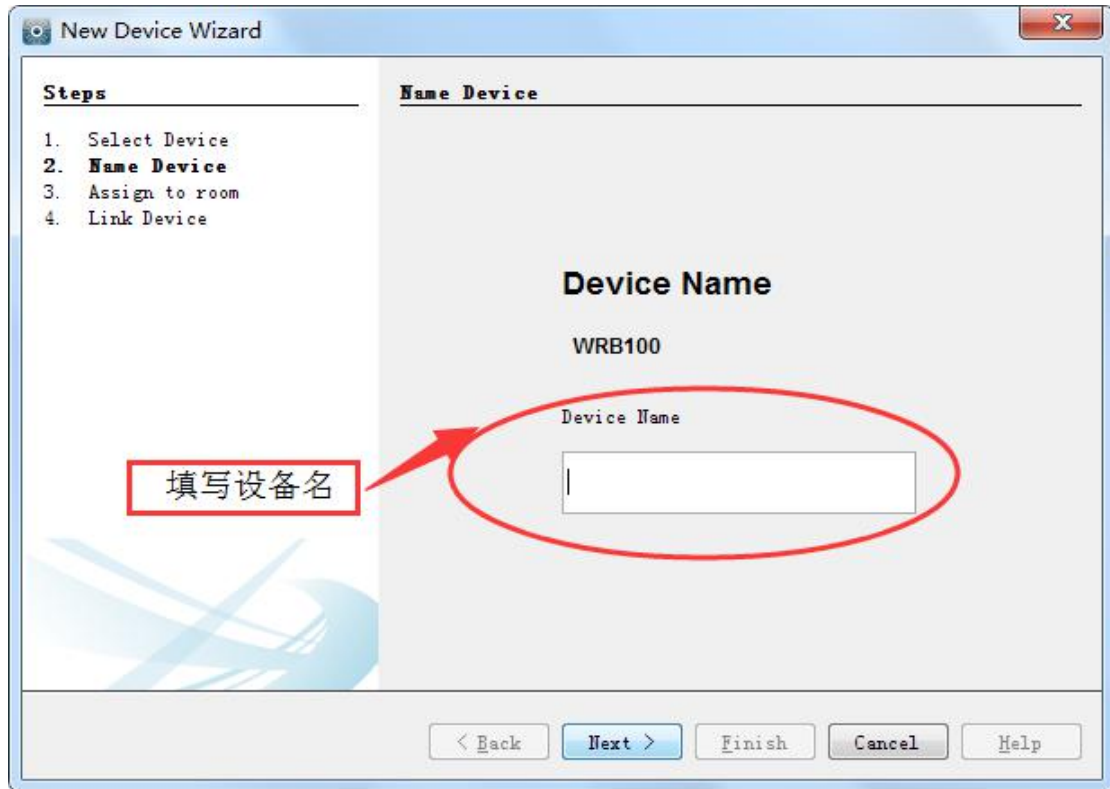 New Device Wizard
Steps
1. Select Device
2. Name Device
3. Assign to room
4. Link Device
Name Device
Device Name
WRB100
Device Name
填写设备名
< Back
Next >
Finish
Cancel
Help